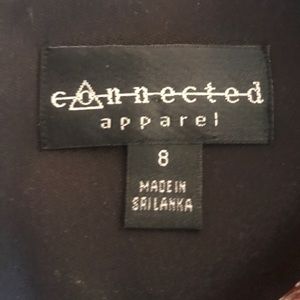 connected
apparel
8
MADE IN
SRI LANKA